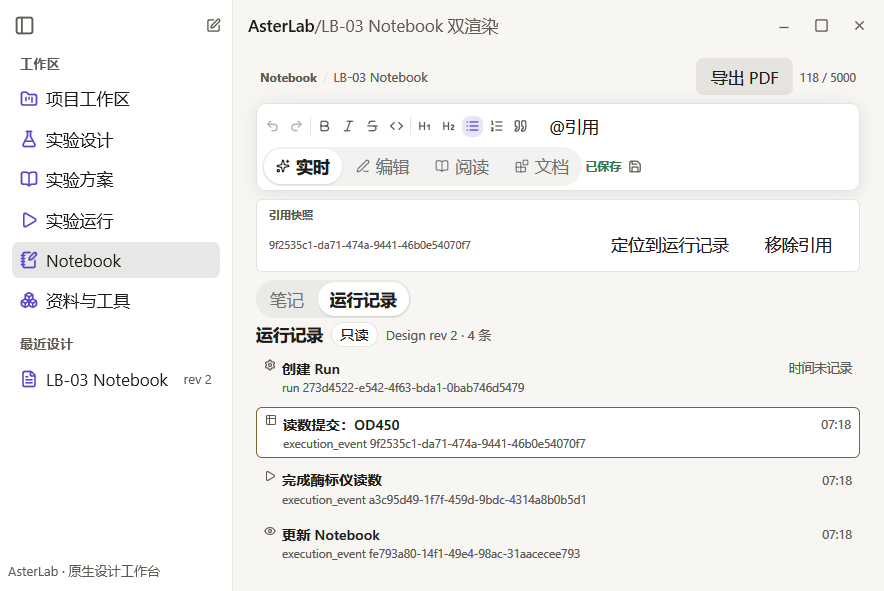 AsterLab/LB-03 Notebook 双渲染
工作区
项目工作区
实验设计
实验方案
实验运行
Notebook
资料与工具
最近设计
LB-03 Notebook rev 2
AsterLab · 原生设计工作台
Notebook / LB-03 Notebook
导出 PDF 118 / 5000
B I S <> H1 H2 @引用
实时 编辑 阅读 文档 已保存
引用快照
9f2535c1-da71-474a-9441-46b0e54070f7 定位到运行记录 移除引用
笔记 运行记录
运行记录 只读 Design rev 2 · 4 条
创建 Run 时间未记录
run 273d4522-e542-4f63-bda1-0bab746d5479
读数提交：OD450 07:18
execution_event 9f2535c1-da71-474a-9441-46b0e54070f7
完成酶标仪读数 07:18
execution_event a3c95d49-1f7f-459d-9bdc-4314a8b0b5d1
更新 Notebook 07:18
execution_event fe793a80-14f1-49e4-98ac-31aacecee793